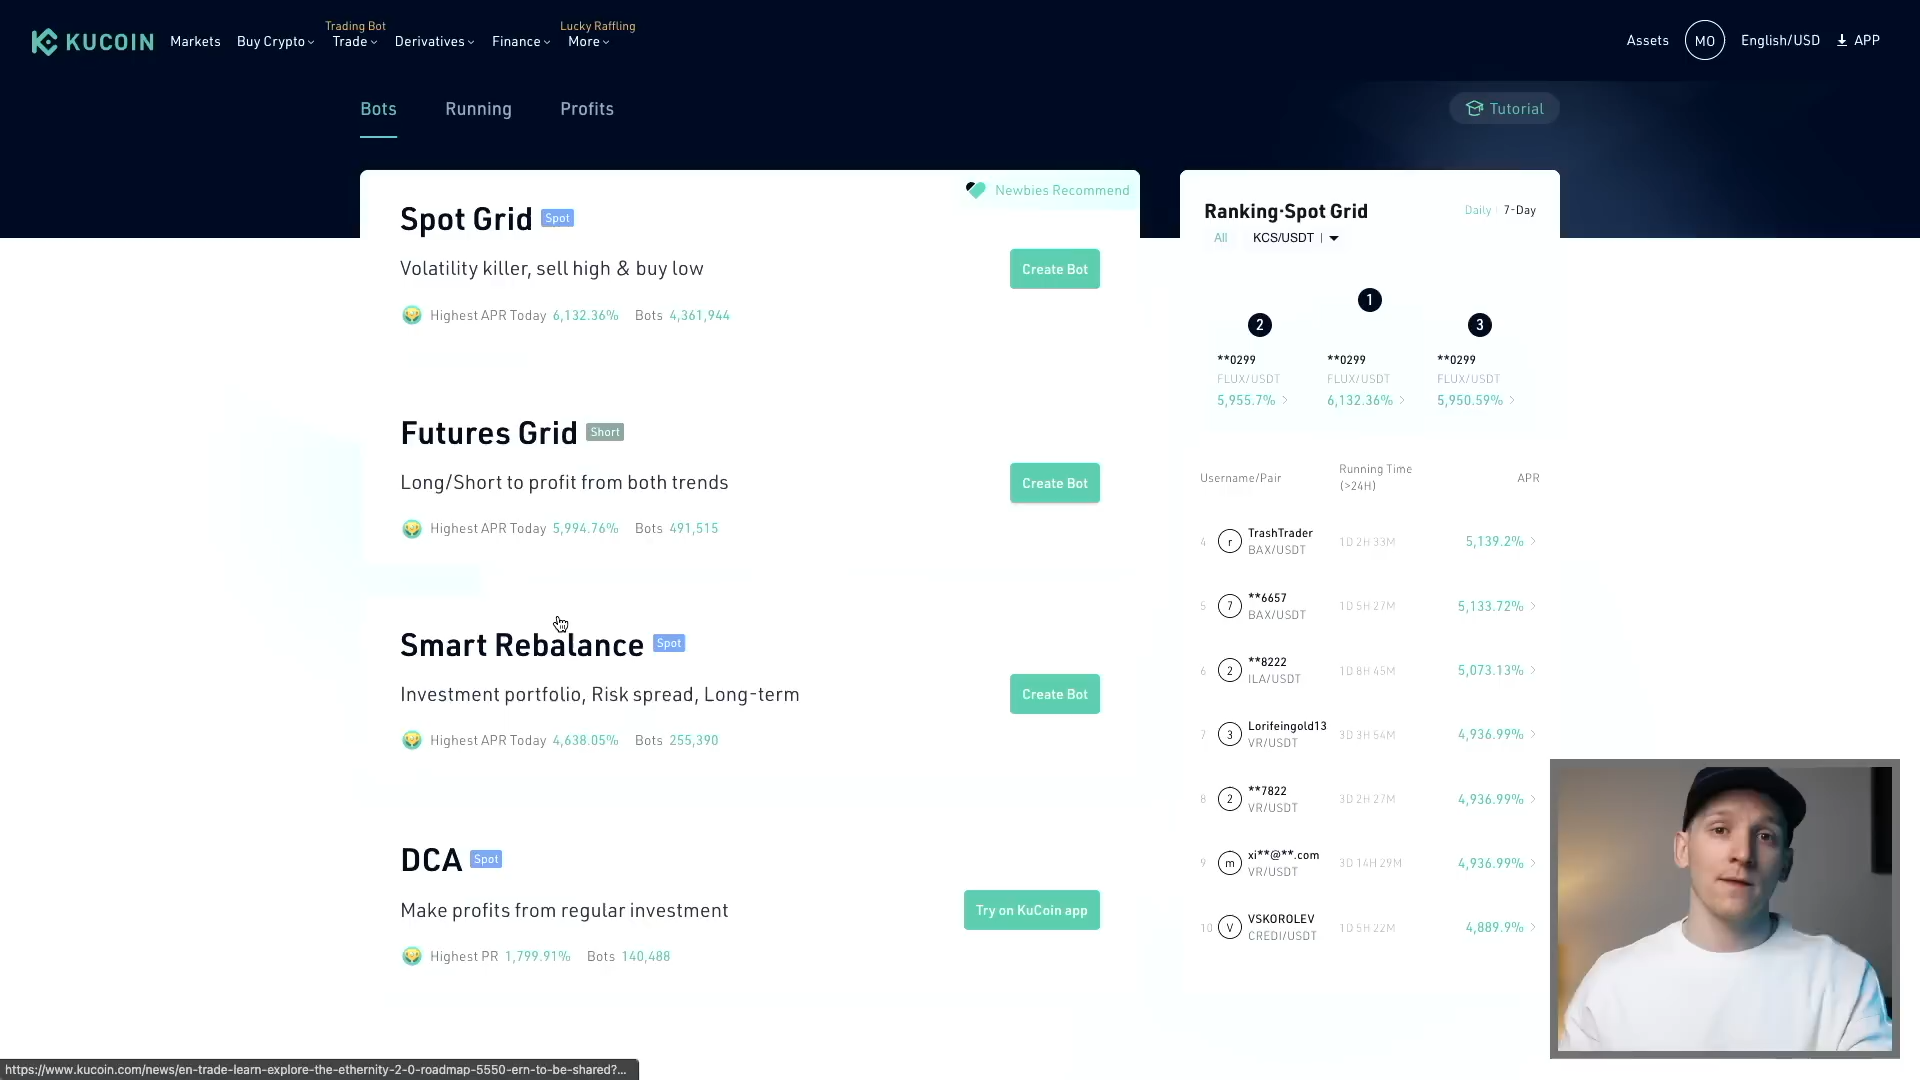 KUCOIN
Markets
Buy Crypto
Trading Bot
Trade
Derivatives
Finance
Lucky Raffling
More
Assets
MO
English/USD
APP
Bots
Running
Profits
Tutorial
Newbies Recommend
Spot Grid Spot
Volatility killer, sell high & buy low
Create Bot
Highest APR Today 6,132.36% Bots 4,361,944
Futures Grid Short
Long/Short to profit from both trends
Create Bot
Highest APR Today 5,994.76% Bots 491,515
Smart Rebalance Spot
Investment portfolio, Risk spread, Long-term
Create Bot
Highest APR Today 4,638.05% Bots 255,390
DCA Spot
Make profits from regular investment
Try on KuCoin app
Highest PR 1,799.91% Bots 140,488
Ranking·Spot Grid
Daily | 7-Day
All KCS/USDT |
1
2
3
**0299 **0299 **0299
FLUX/USDT FLUX/USDT FLUX/USDT
5,955.7% > 6,132.36% > 5,950.59% >
Username/Pair
Running Time
(>24H)
APR
4 r TrashTrader
BAX/USDT
1D 2H 33M
5,139.2% >
5 7 **6657
BAX/USDT
1D 5H 27M
5,133.72% >
6 2 **8222
ILA/USDT
1D 8H 45M
5,073.13% >
7 3 Lorifeingold13
VR/USDT
3D 3H 54M
4,936.99% >
8 2 **7822
VR/USDT
3D 2H 27M
4,936.99% >
9 m xi**@**.com
VR/USDT
3D 14H 29M
4,936.99% >
10 V VSKOROLEV
CREDI/USDT
1D 5H 22M
4,889.9% >
https://www.kucoin.com/news/en-trade-learn-explore-the-ethernity-2-0-roadmap-5550-ern-to-be-shared?...